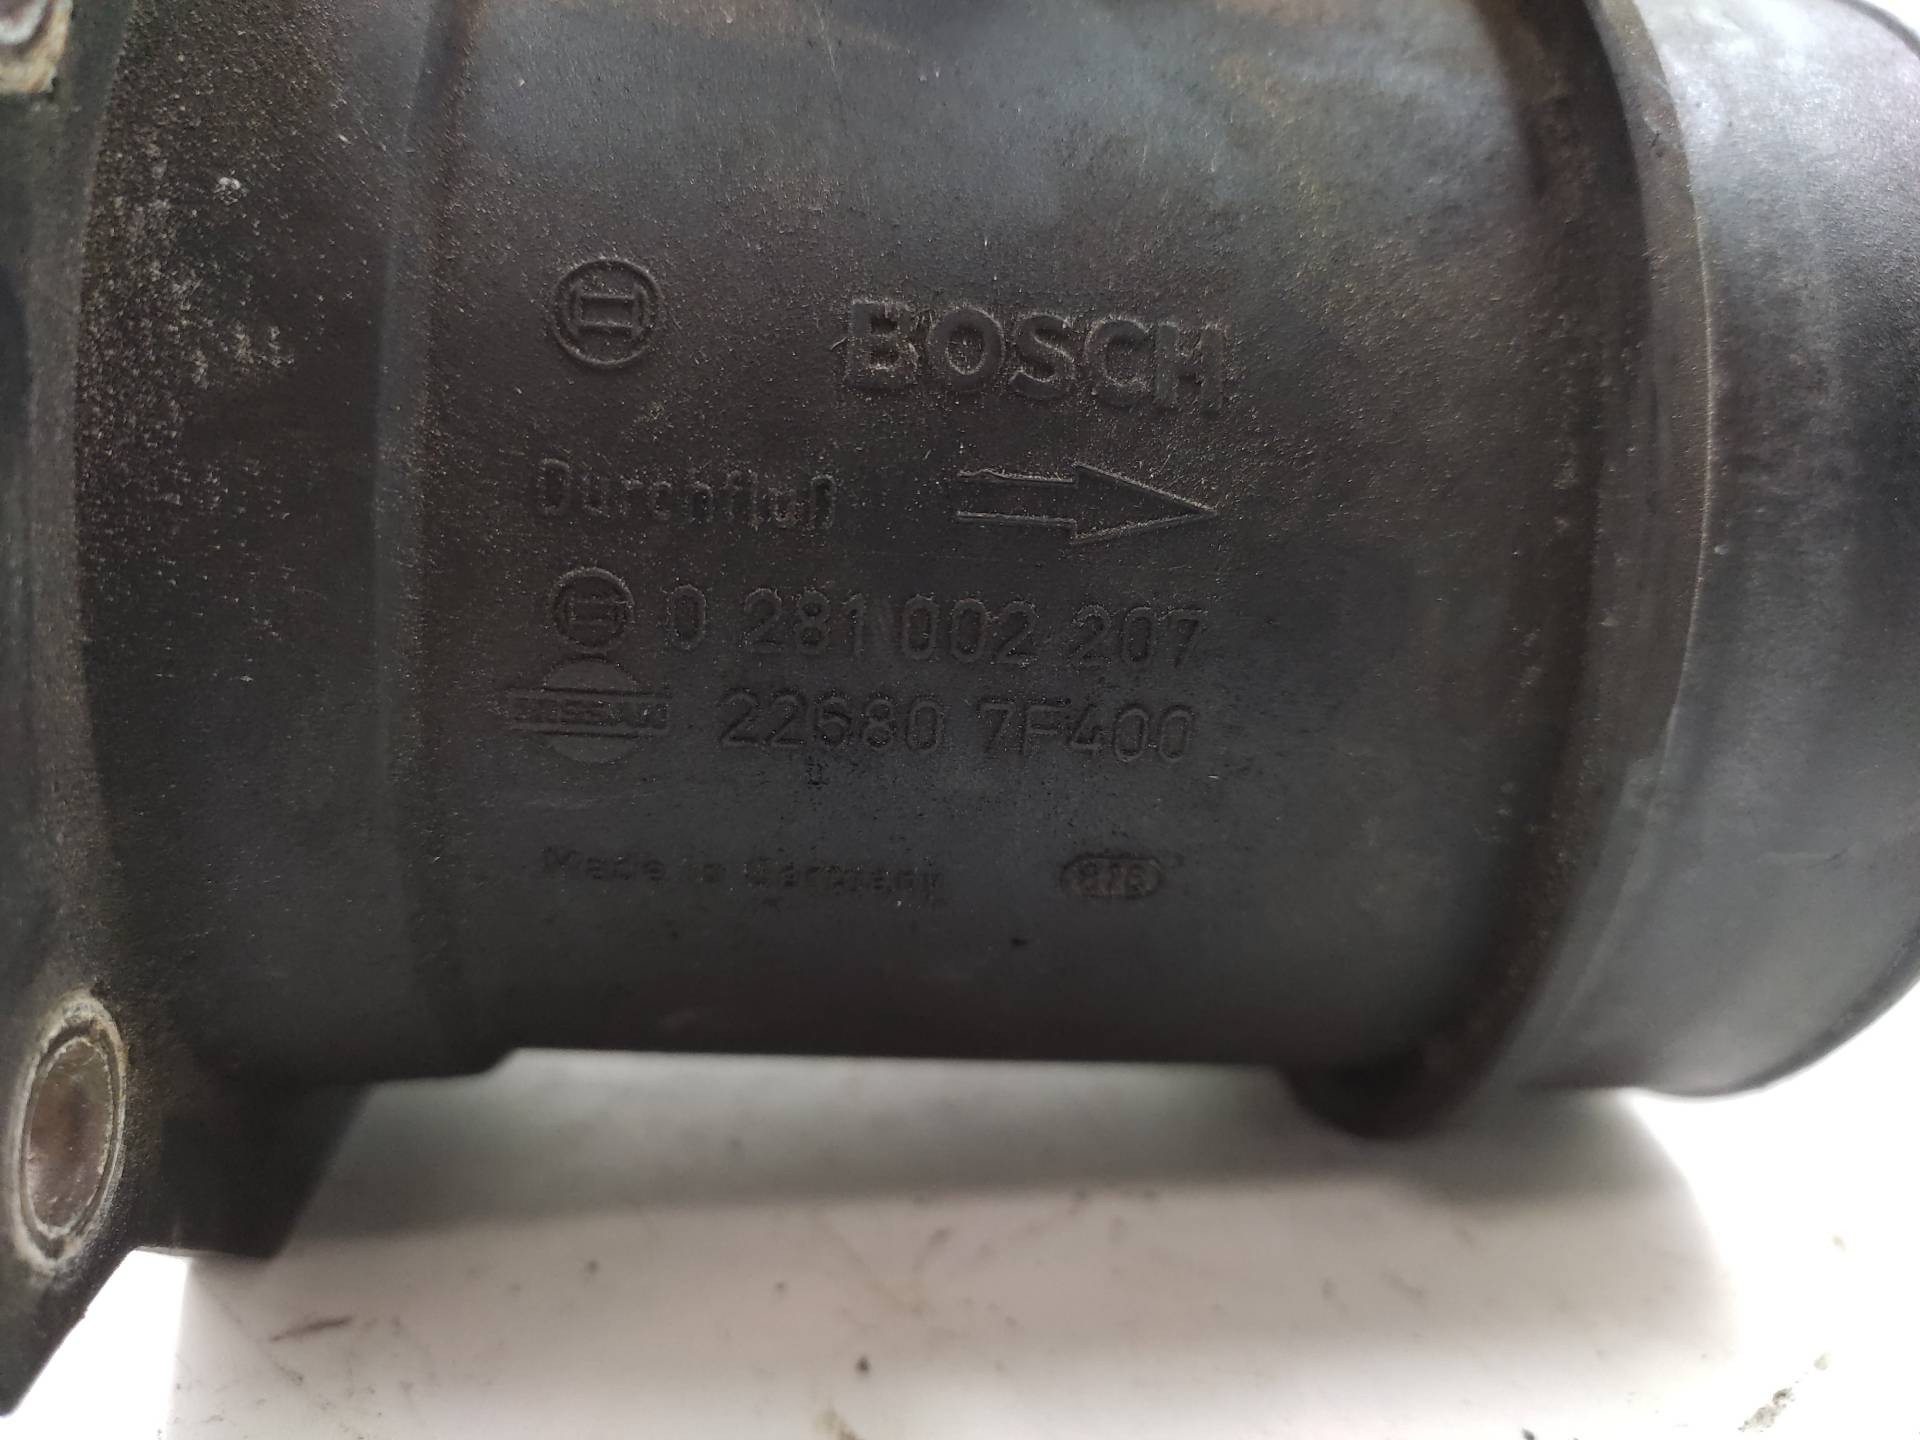 BOSCH
Durchfluß
0 281 002 207
NISSAN 22680 7F400
Made in Germany